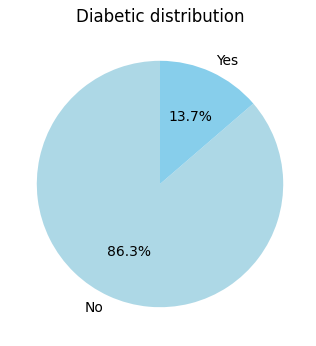 Diabetic distribution
Yes
13.7%
86.3%
No